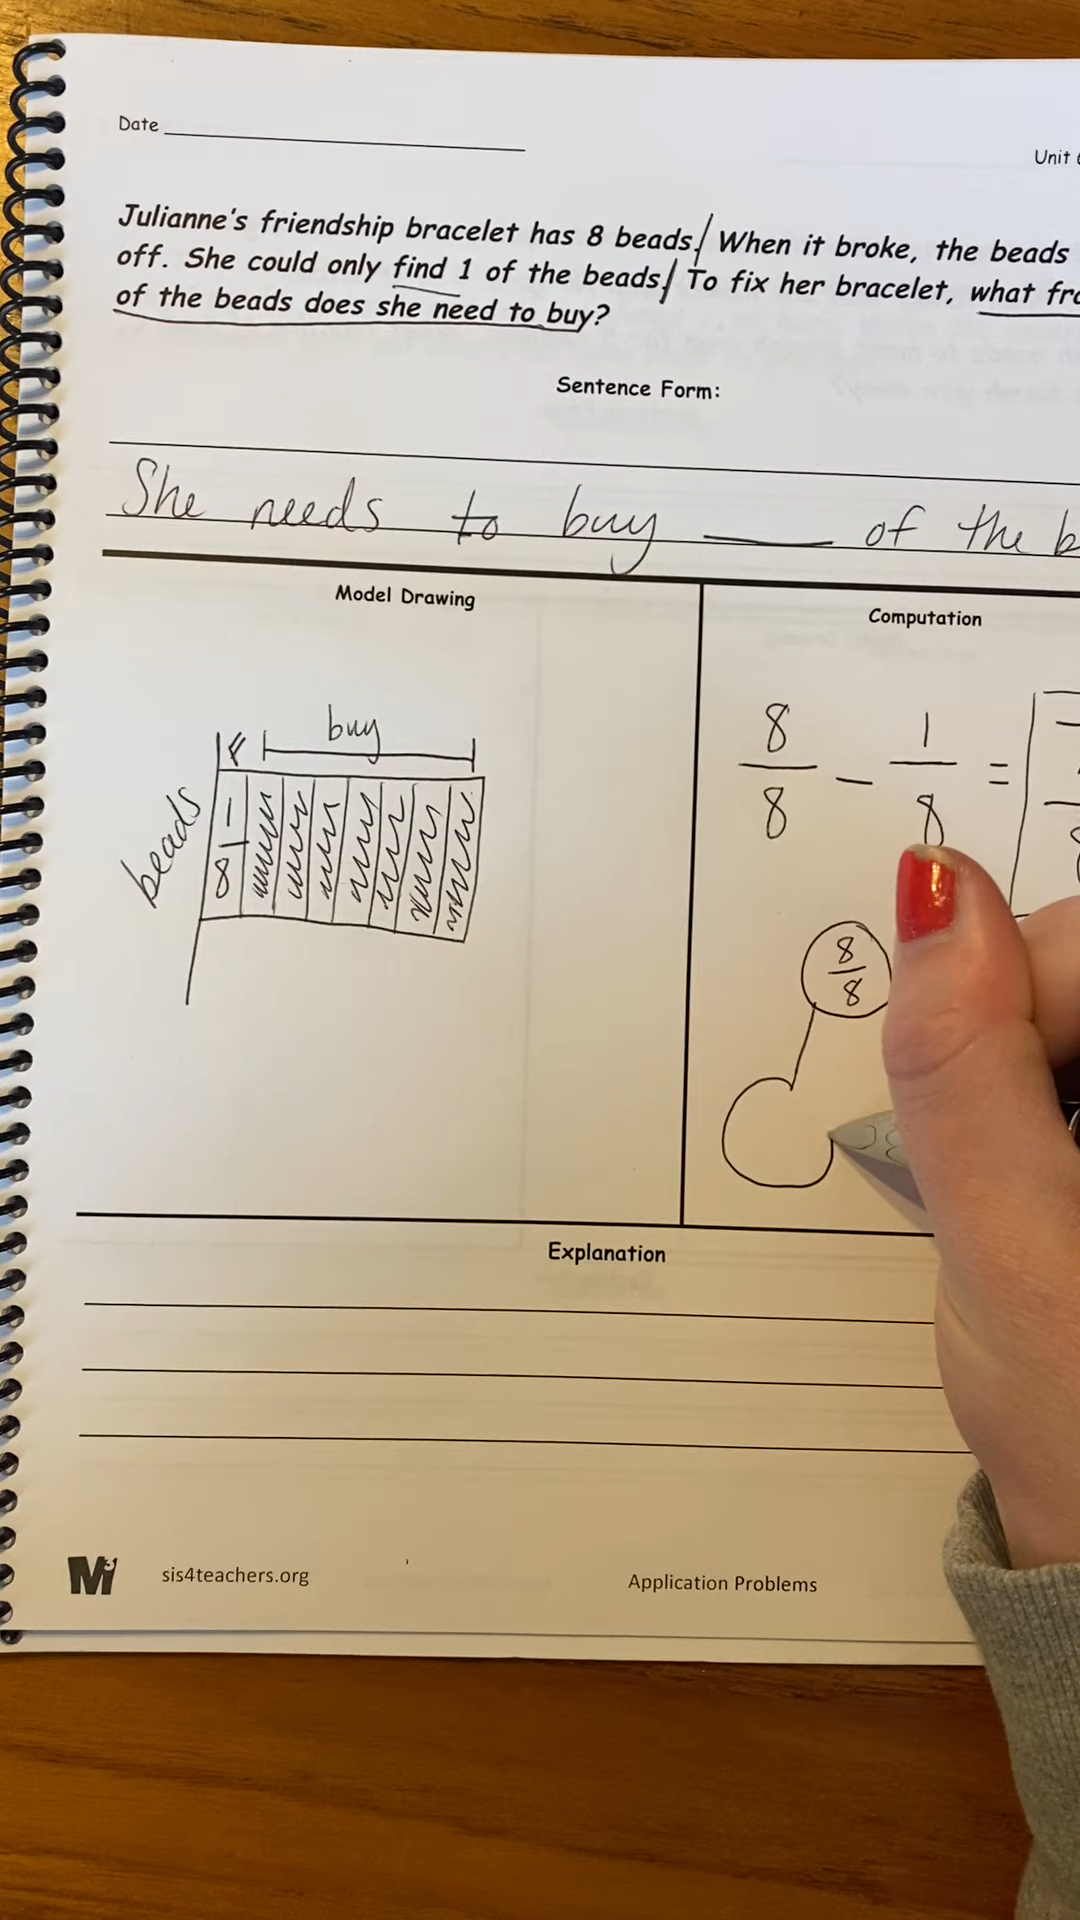 Date
Unit
Julianne's friendship bracelet has 8 beads. When it broke, the beads
off. She could only find 1 of the beads. To fix her bracelet, what
of the beads does she need to buy?
Sentence Form:
She needs to buy ___ of the
Model Drawing
Computation
F buy
beads
1/8
8/8 - 1/8 =
8/8
Explanation
M3
sis4teachers.org
Application Problems